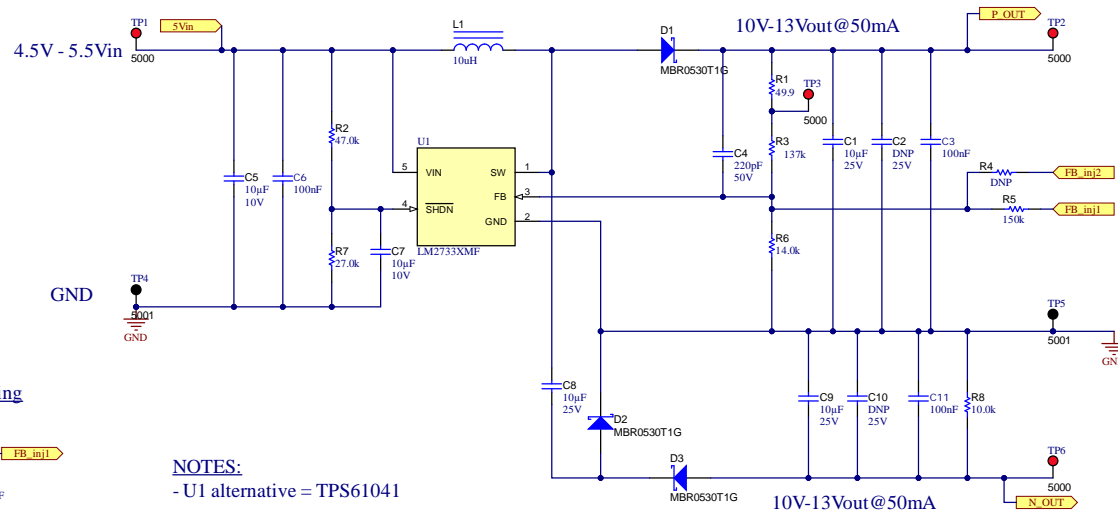 TP1
5Vin
4.5V - 5.5Vin
5000
L1
10uH
D1
MBR0530T1G
10V-13Vout@50mA
P_OUT
TP2
5000
R1
49.9
TP3
5000
R2
47.0k
U1
5 VIN
SW 1
FB 3
4 SHDN
GND 2
LM2733XMF
C5
10µF
10V
C6
100nF
R7
27.0k
C7
10µF
10V
C4
220pF
50V
R3
137k
C1
10µF
25V
C2
DNP
25V
C3
100nF
R4
DNP
FB_inj2
R5
150k
FB_inj1
R6
14.0k
GND
TP4
5001
GND
TP5
5001
GN
ing
FB_inj1
F
C8
10µF
25V
D2
MBR0530T1G
C9
10µF
25V
C10
DNP
25V
C11
100nF
R8
10.0k
D3
MBR0530T1G
10V-13Vout@50mA
TP6
5000
N_OUT
NOTES:
- U1 alternative = TPS61041